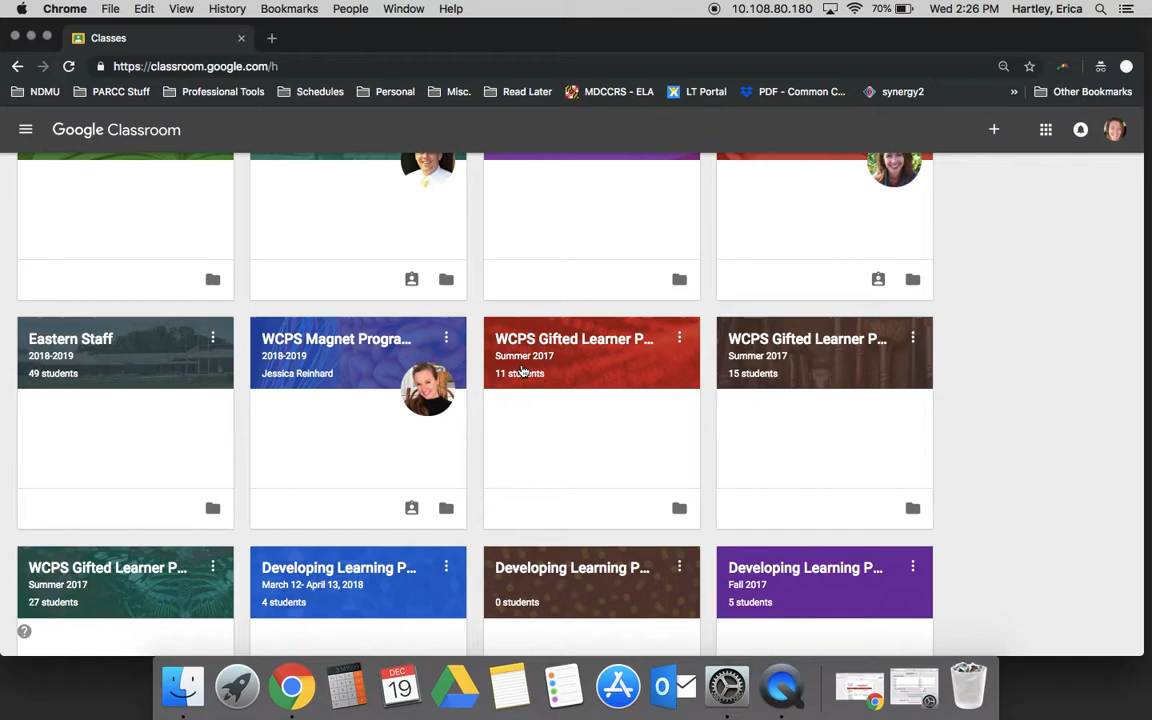 Chrome File Edit View History Bookmarks People Window Help 10.108.80.180 70% Wed 2:26 PM Hartley, Erica
Classes
https://classroom.google.com/h
NDMU PARCC Stuff Professional Tools Schedules Personal Misc. Read Later MDCCRS - ELA LT Portal PDF - Common C... synergy2 » Other Bookmarks
Google Classroom
Eastern Staff
2018-2019
49 students
WCPS Magnet Progra...
2018-2019
Jessica Reinhard
WCPS Gifted Learner P...
Summer 2017
11 students
WCPS Gifted Learner P...
Summer 2017
15 students
WCPS Gifted Learner P...
Summer 2017
27 students
Developing Learning P...
March 12- April 13, 2018
4 students
Developing Learning P...
0 students
Developing Learning P...
Fall 2017
5 students
DEC
19